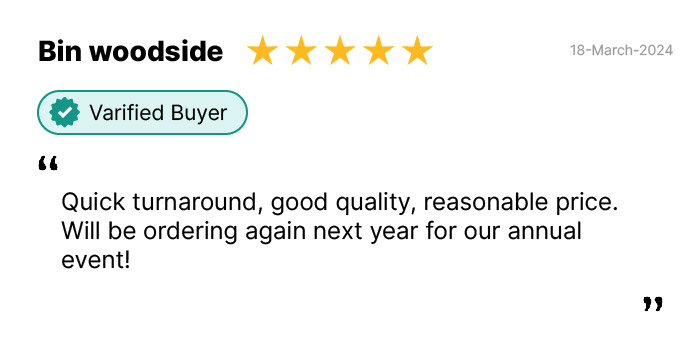 Bin woodside
18-March-2024
Varified Buyer
“
Quick turnaround, good quality, reasonable price.
Will be ordering again next year for our annual
event!
”